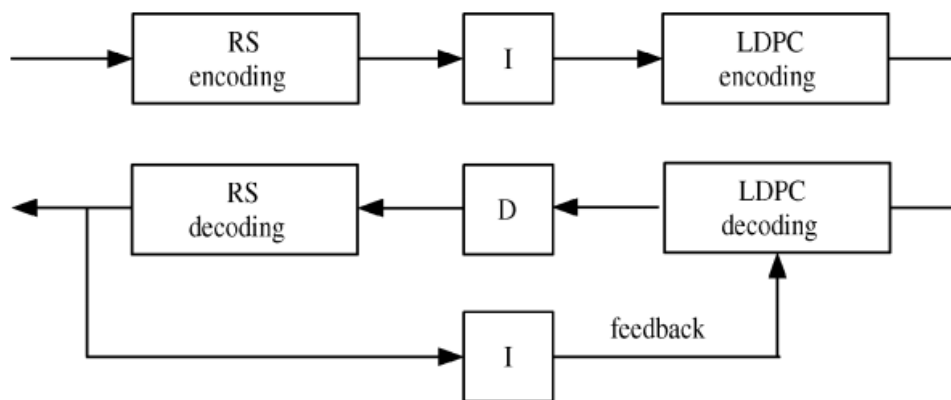 RS
encoding
I
LDPC
encoding
RS
decoding
D
LDPC
decoding
I
feedback